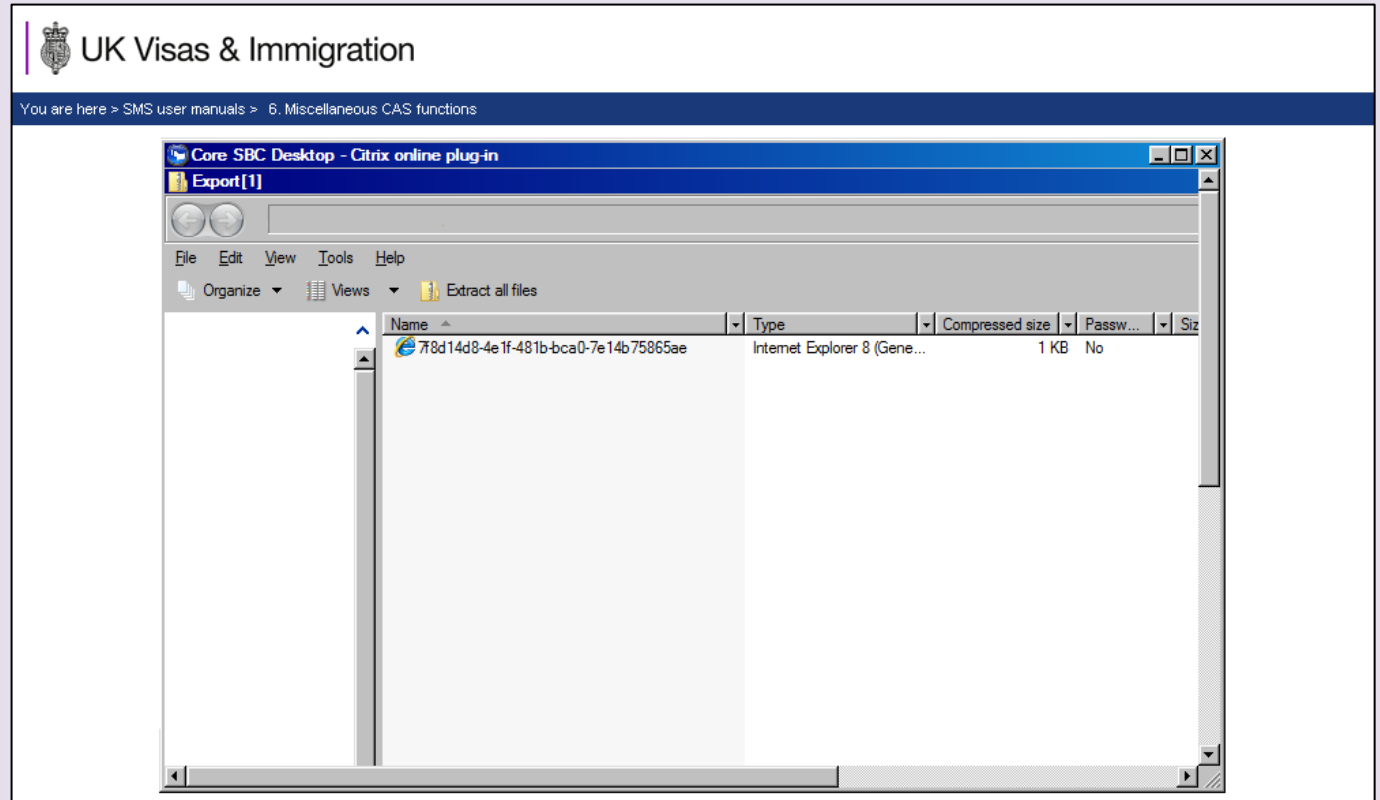 UK Visas & Immigration
You are here > SMS user manuals > 6. Miscellaneous CAS functions
Core SBC Desktop - Citrix online plug-in
Export[1]
File Edit View Tools Help
Organize Views Extract all files
Name Type Compressed size Passw... Siz
7f8d14d8-4e1f-481b-bca0-7e14b75865ae Internet Explorer 8 (Gene... 1 KB No